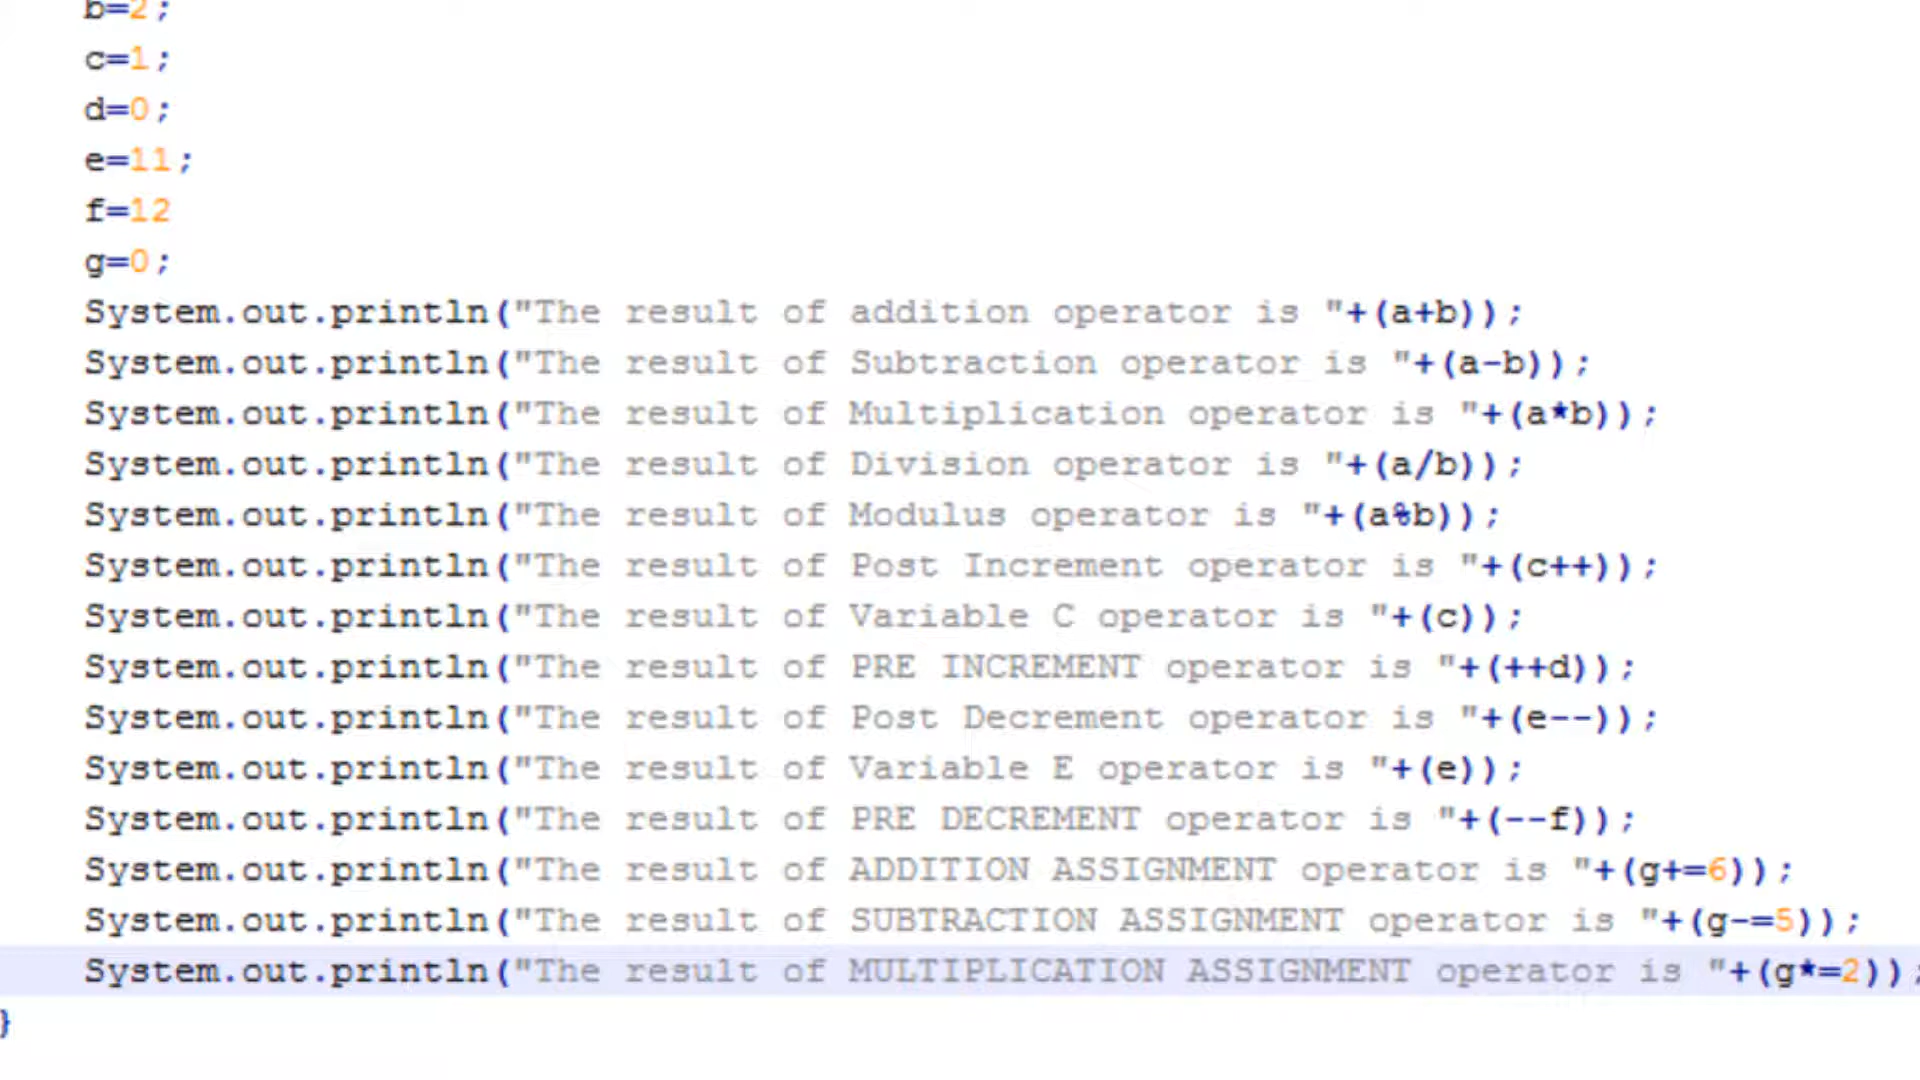 b=2;
c=1;
d=0;
e=11;
f=12
g=0;
System.out.println("The result of addition operator is "+(a+b));
System.out.println("The result of Subtraction operator is "+(a-b));
System.out.println("The result of Multiplication operator is "+(a*b));
System.out.println("The result of Division operator is "+(a/b));
System.out.println("The result of Modulus operator is "+(a%b));
System.out.println("The result of Post Increment operator is "+(c++));
System.out.println("The result of Variable C operator is "+(c));
System.out.println("The result of PRE INCREMENT operator is "+(++d));
System.out.println("The result of Post Decrement operator is "+(e--));
System.out.println("The result of Variable E operator is "+(e));
System.out.println("The result of PRE DECREMENT operator is "+(--f));
System.out.println("The result of ADDITION ASSIGNMENT operator is "+(g+=6));
System.out.println("The result of SUBTRACTION ASSIGNMENT operator is "+(g-=5));
System.out.println("The result of MULTIPLICATION ASSIGNMENT operator is "+(g*=2));
}